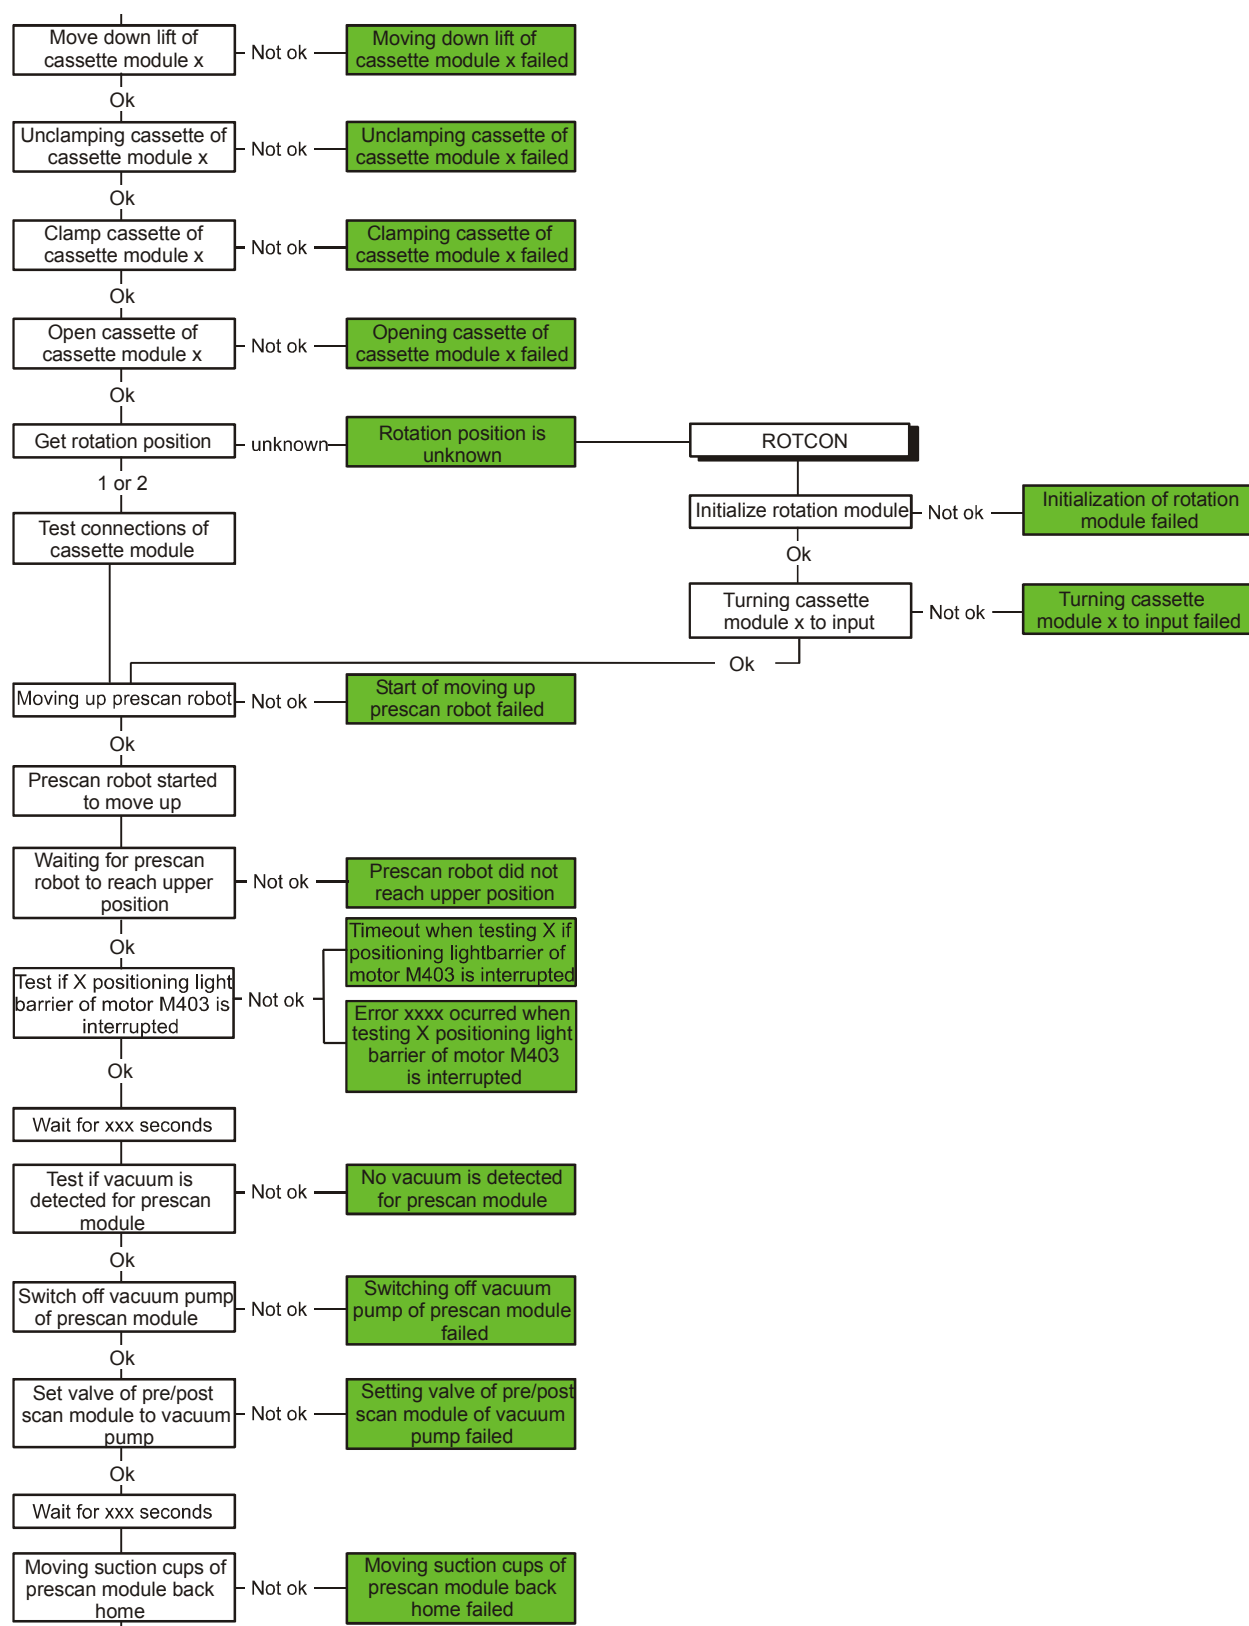 Move down lift of
cassette module x
Not ok
Moving down lift of
cassette module x failed
Ok
Unclamping cassette of
cassette module x
Not ok
Unclamping cassette of
cassette module x failed
Ok
Clamp cassette of
cassette module x
Not ok
Clamping cassette of
cassette module x failed
Ok
Open cassette of
cassette module x
Not ok
Opening cassette of
cassette module x failed
Ok
Get rotation position
unknown
Rotation position is
unknown
ROTCON
1 or 2
Initialize rotation module
Not ok
Initialization of rotation
module failed
Test connections of
cassette module
Ok
Turning cassette
module x to input
Not ok
Turning cassette
module x to input failed
Ok
Moving up prescan robot
Not ok
Start of moving up
prescan robot failed
Ok
Prescan robot started
to move up
Waiting for prescan
robot to reach upper
position
Not ok
Prescan robot did not
reach upper position
Ok
Test if X positioning light
barrier of motor M403 is
interrupted
Not ok
Timeout when testing X if
positioning lightbarrier of
motor M403 is interrupted
Error xxxx ocurred when
testing X positioning light
barrier of motor M403
is interrupted
Ok
Wait for xxx seconds
Test if vacuum is
detected for prescan
module
Not ok
No vacuum is detected
for prescan module
Ok
Switch off vacuum pump
of prescan module
Not ok
Switching off vacuum
pump of prescan module
failed
Ok
Set valve of pre/post
scan module to vacuum
pump
Not ok
Setting valve of pre/post
scan module of vacuum
pump failed
Ok
Wait for xxx seconds
Moving suction cups of
prescan module back
home
Not ok
Moving suction cups of
prescan module back
home failed